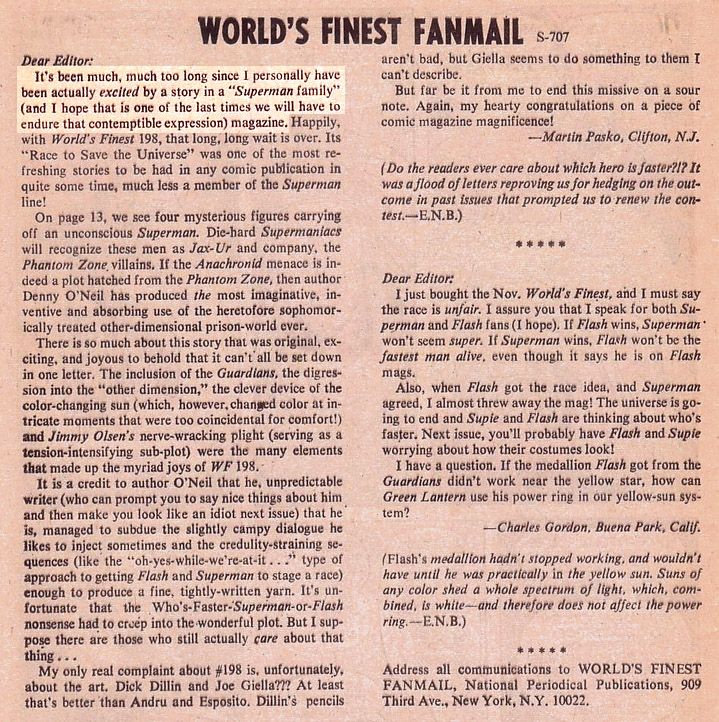 WORLD'S FINEST FANMAIL S-707
Dear Editor:
It's been much, much too long since I personally have
been actually excited by a story in a "Superman family"
(and I hope that is one of the last times we will have to
endure that contemptible expression) magazine. Happily,
with World's Finest 198, that long, long wait is over. Its
"Race to Save the Universe" was one of the most re-
freshing stories to be had in any comic publication in
quite some time, much less a member of the Superman
line!
On page 13, we see four mysterious figures carrying
off an unconscious Superman. Die-hard Supermaniacs
will recognize these men as Jax-Ur and company, the
Phantom Zone villains. If the Anachronid menace is in-
deed a plot hatched from the Phantom Zone, then author
Denny O'Neil has produced the most imaginative, in-
ventive and absorbing use of the heretofore sophomor-
ically treated other-dimensional prison-world ever.
There is so much about this story that was original, ex-
citing, and joyous to behold that it can't all be set down
in one letter. The inclusion of the Guardians, the digres-
sion into the "other dimension," the clever device of the
color-changing sun (which, however, changed color at in-
tricate moments that were too coincidental for comfort!)
and Jimmy Olsen's nerve-wracking plight (serving as a
tension-intensifying sub-plot) were the many elements
that made up the myriad joys of WF 198.
It is a credit to author O'Neil that he, unpredictable
writer (who can prompt you to say nice things about him
and then make you look like an idiot next issue) that he
is, managed to subdue the slightly campy dialogue he
likes to inject sometimes and the credulity-straining se-
quences (like the "oh-yes-while-we're-at-it . . ." type of
approach to getting Flash and Superman to stage a race)
enough to produce a fine, tightly-written yarn. It's un-
fortunate that the Who's-Faster-Superman-or-Flash
nonsense had to creep into the wonderful plot. But I sup-
pose there are those who still actually care about that
thing . . .
My only real complaint about #198 is, unfortunately,
about the art. Dick Dillin and Joe Giella??? At least
that's better than Andru and Esposito. Dillin's pencils
aren't bad, but Giella seems to do something to them I
can't describe.
But far be it from me to end this missive on a sour
note. Again, my hearty congratulations on a piece of
comic magazine magnificence!
—Martin Pasko, Clifton, N.J.
(Do the readers ever care about which hero is faster?!? It
was a flood of letters reproving us for hedging on the out-
come in past issues that prompted us to renew the con-
test.—E.N.B.)
* * * * *
Dear Editor:
I just bought the Nov. World's Finest, and I must say
the race is unfair. I assure you that I speak for both Su-
perman and Flash fans (I hope). If Flash wins, Superman
won't seem super. If Superman wins, Flash won't be the
fastest man alive, even though it says he is on Flash
mags.
Also, when Flash got the race idea, and Superman
agreed, I almost threw away the mag! The universe is go-
ing to end and Supie and Flash are thinking about who's
faster. Next issue, you'll probably have Flash and Supie
worrying about how their costumes look!
I have a question. If the medallion Flash got from the
Guardians didn't work near the yellow star, how can
Green Lantern use his power ring in our yellow-sun sys-
tem?
—Charles Gordon, Buena Park, Calif.
(Flash's medallion hadn't stopped working, and wouldn't
have until he was practically in the yellow sun. Suns of
any color shed a whole spectrum of light, which, com-
bined, is white—and therefore does not affect the power
ring.—E.N.B.)
* * * * *
Address all communications to WORLD'S FINEST
FANMAIL, National Periodical Publications, 909
Third Ave., New York, N.Y. 10022.